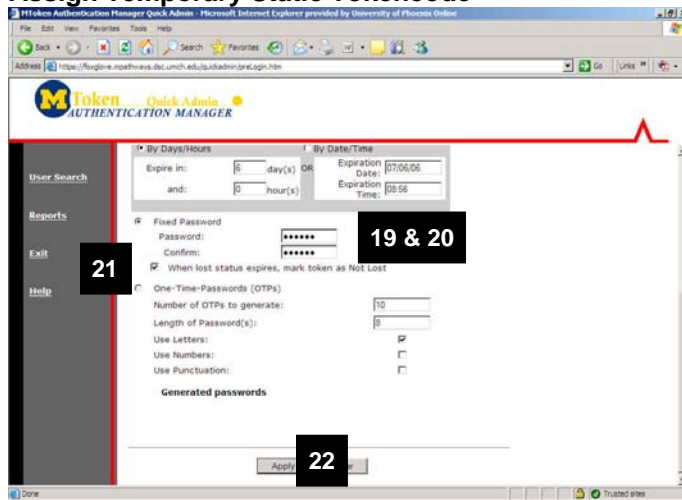 Assign Temporary Static Tokencode
MToken Authentication Manager Quick Admin - Microsoft Internet Explorer provided by University of Phoenix Online
File Edit View Favorites Tools Help
Back Search Favorites
Address https://foxglove.mpathways.dsc.umich.edu/quickadmin/preLogin.htm Go Links
M Token Quick Admin
AUTHENTICATION MANAGER
User Search
Reports
Exit
Help
By Days/Hours By Date/Time
Expire in: 6 day(s) OR Expiration Date: 07/06/06
and: 0 hour(s) Expiration Time: 08:56
Fixed Password
Password: ••••••
19 & 20
Confirm: ••••••
21
When lost status expires, mark token as Not Lost
One-Time-Passwords (OTPs)
Number of OTPs to generate: 10
Length of Password(s): 8
Use Letters:
Use Numbers:
Use Punctuation:
Generated passwords
Apply 22
Done Trusted sites